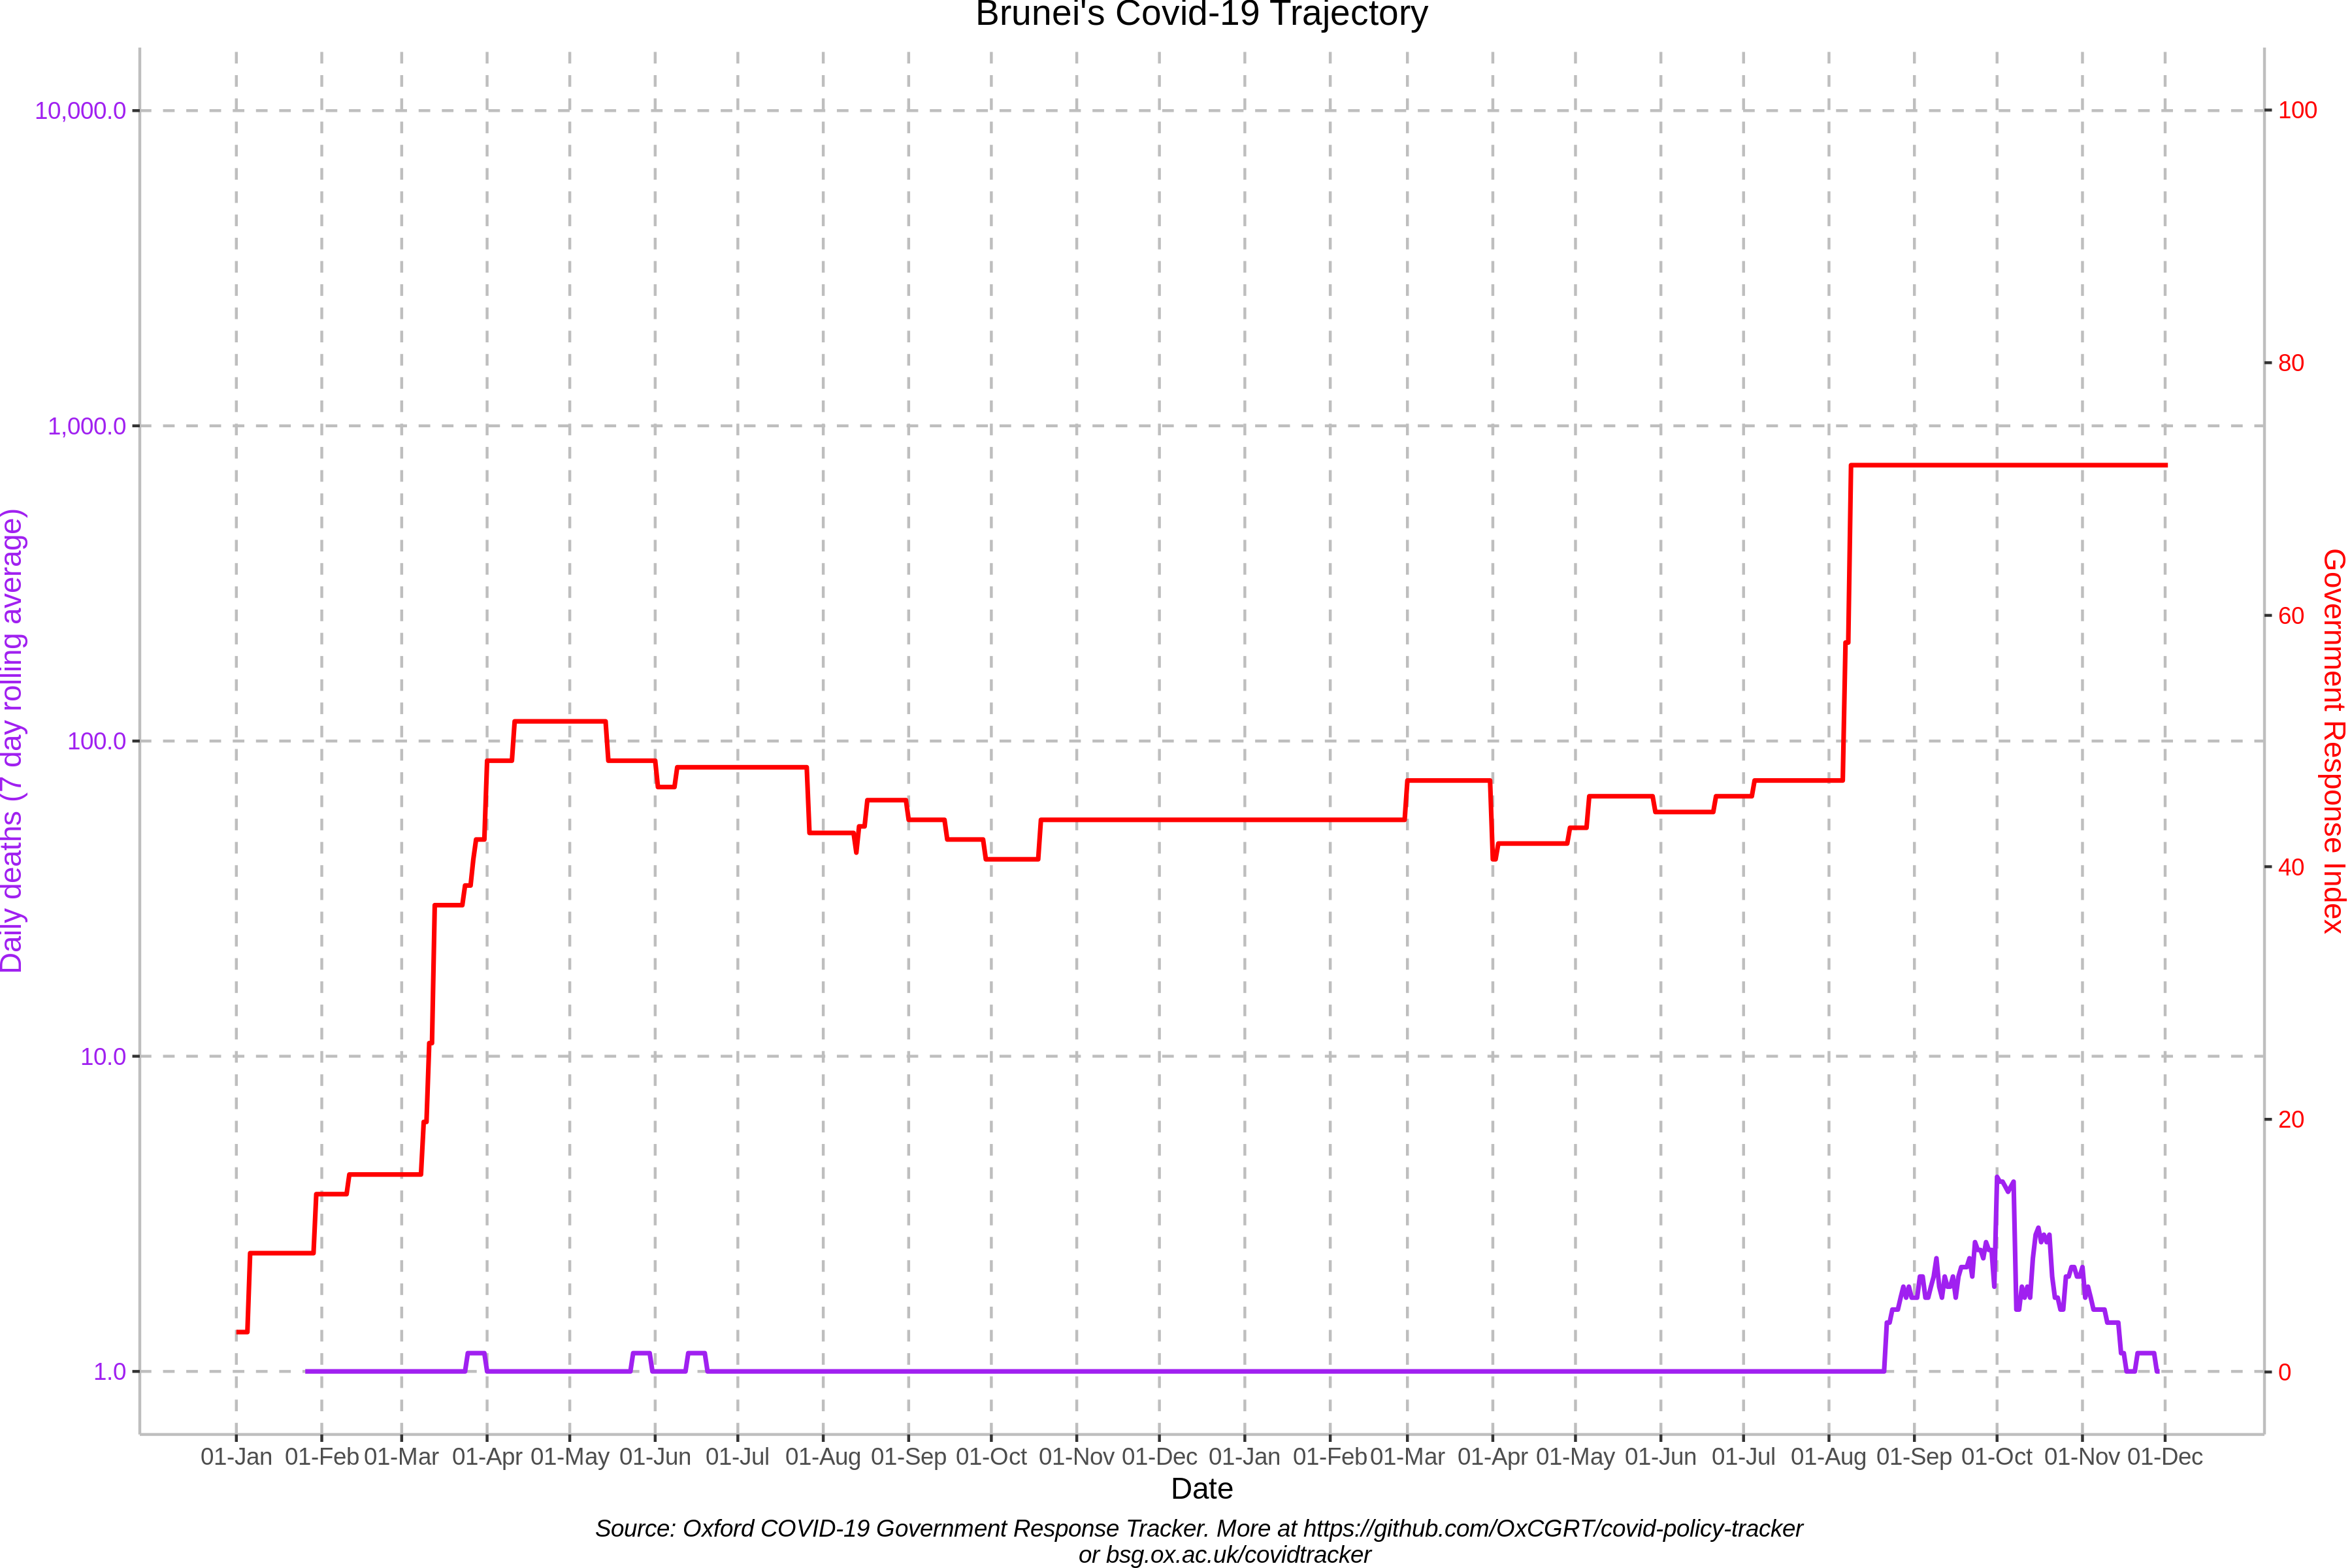 Brunei's Covid-19 Trajectory
10,000.0
1,000.0
100.0
10.0
1.0
Daily deaths (7 day rolling average)
100
80
60
40
20
0
Government Response Index
01-Jan 01-Feb 01-Mar 01-Apr 01-May 01-Jun 01-Jul 01-Aug 01-Sep 01-Oct 01-Nov 01-Dec 01-Jan 01-Feb 01-Mar 01-Apr 01-May 01-Jun 01-Jul 01-Aug 01-Sep 01-Oct 01-Nov 01-Dec
Date
Source: Oxford COVID-19 Government Response Tracker. More at https://github.com/OxCGRT/covid-policy-tracker
or bsg.ox.ac.uk/covidtracker